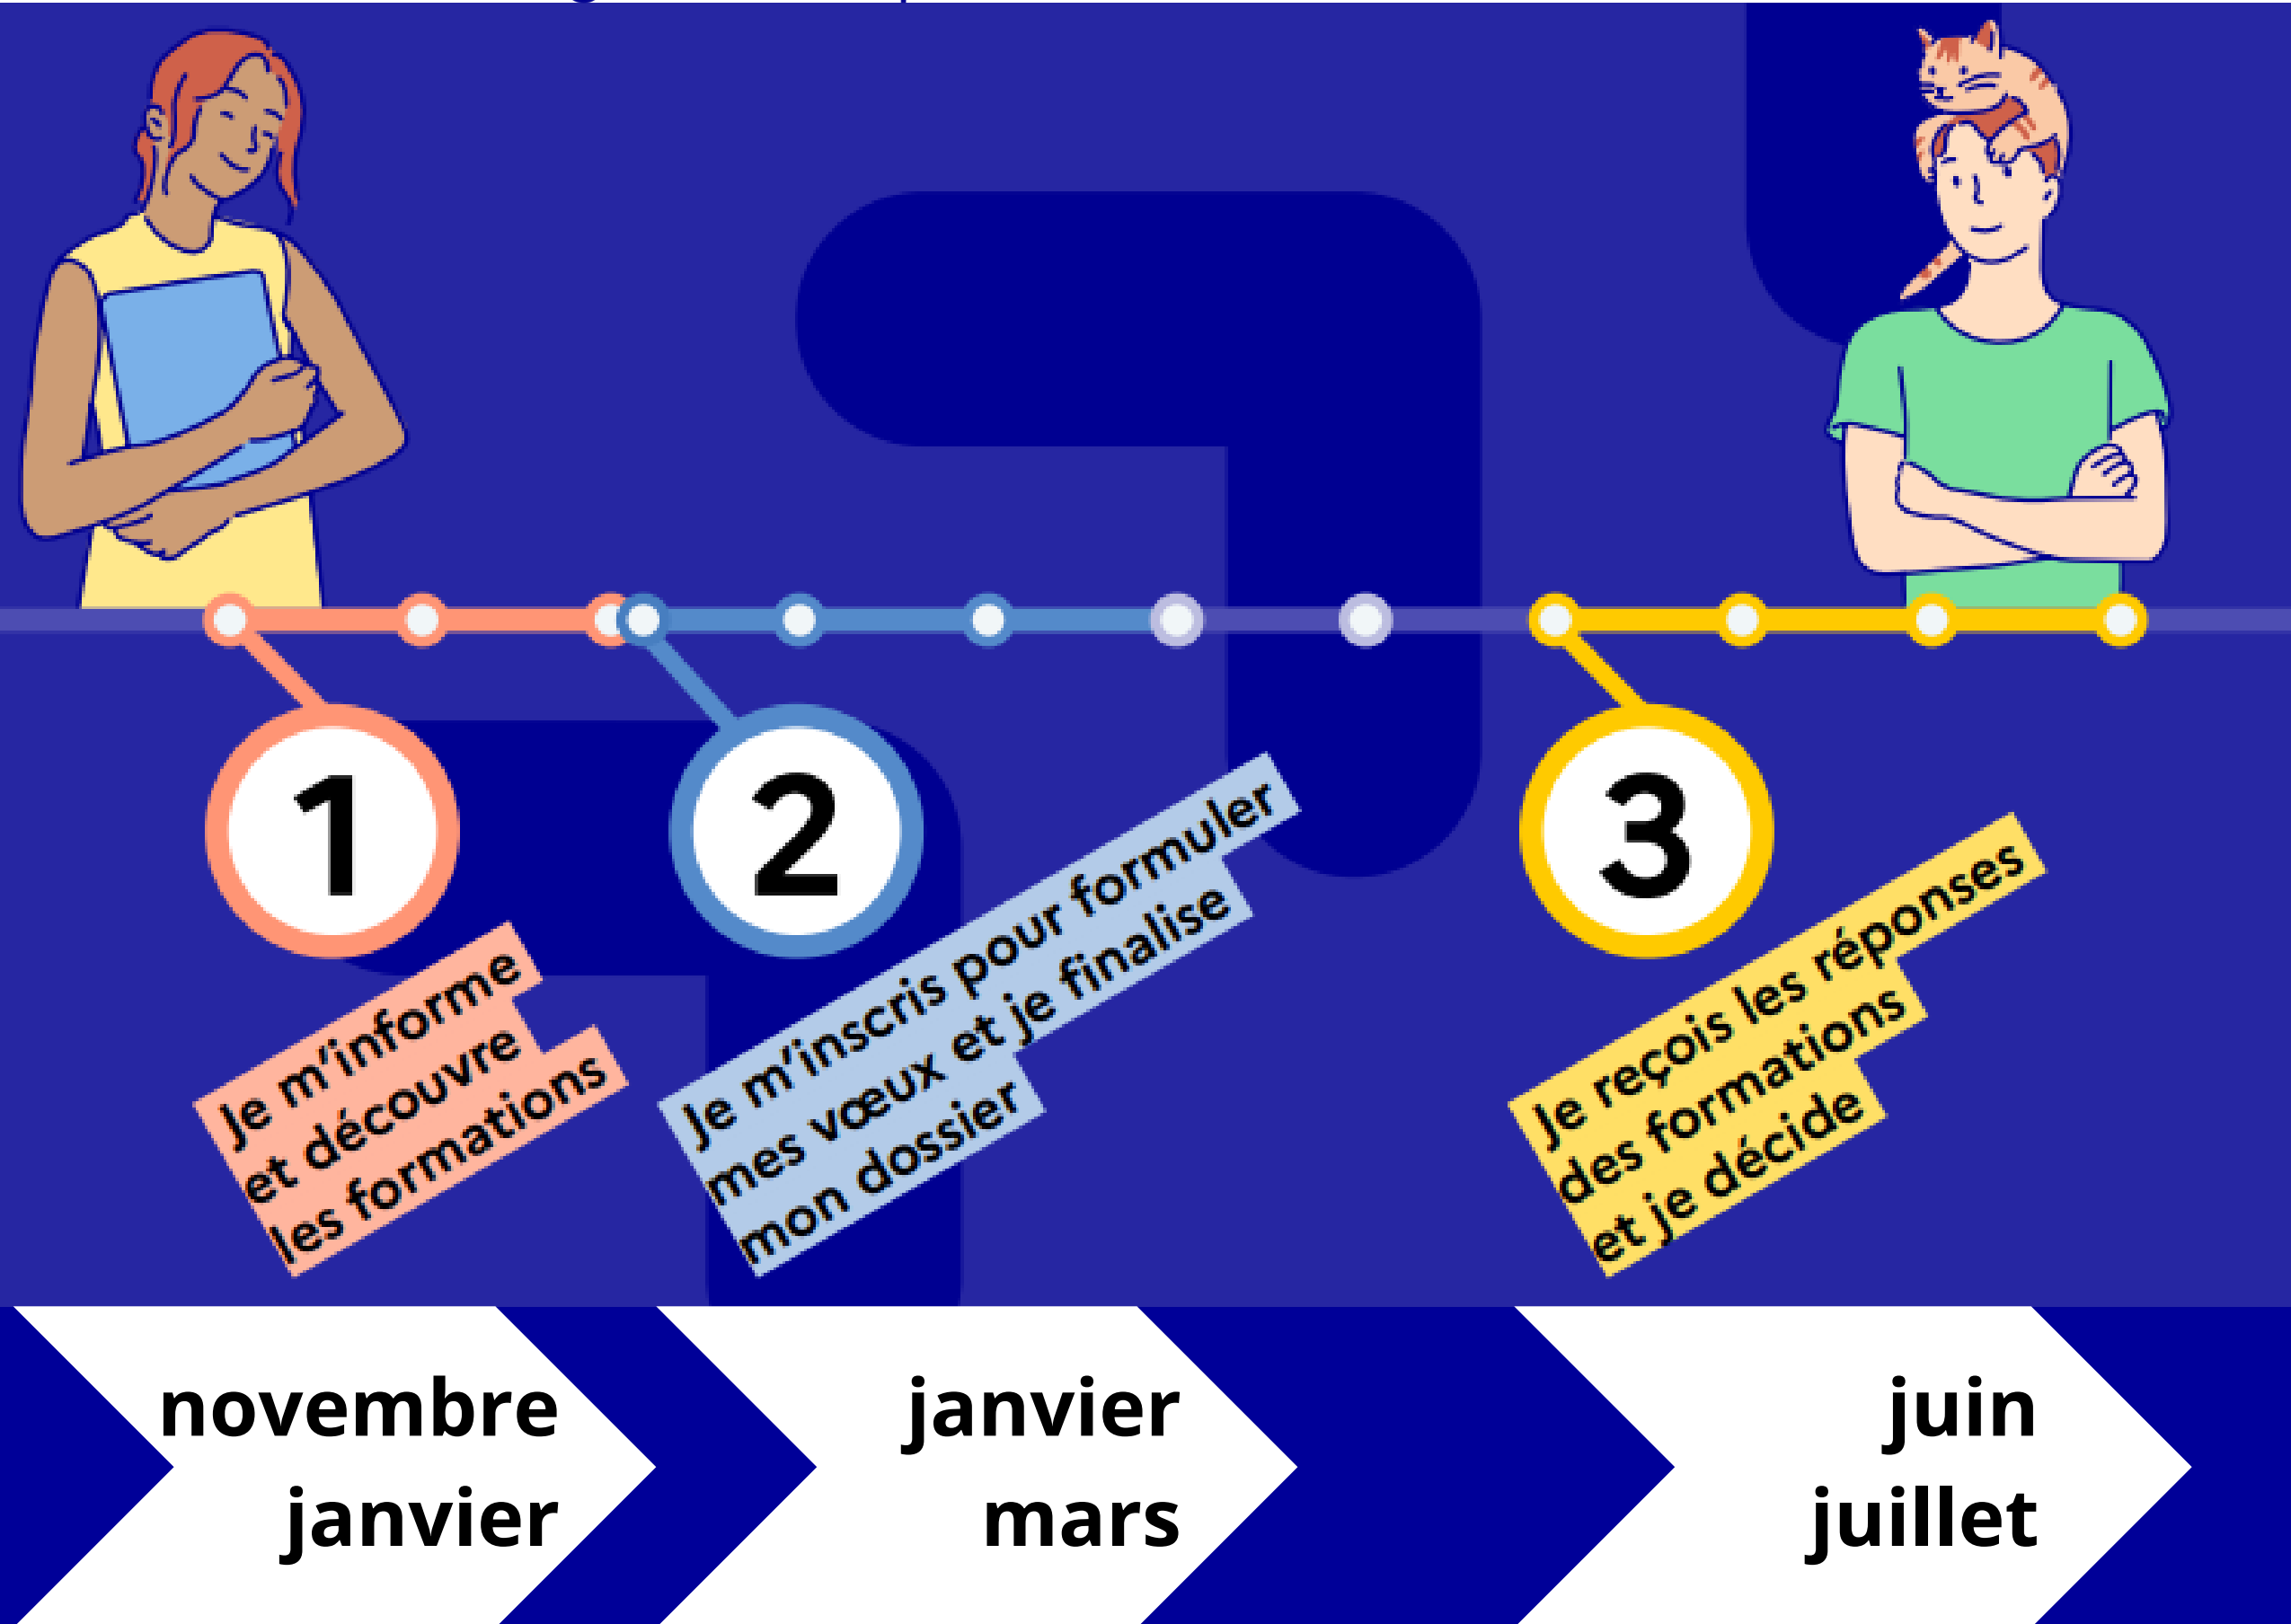 1
Je m'informe
et découvre
les formations
2
Je m'inscris pour formuler
mes vœux et je finalise
mon dossier
3
Je reçois les réponses
des formations
et je décide
novembre
janvier
janvier
mars
juin
juillet